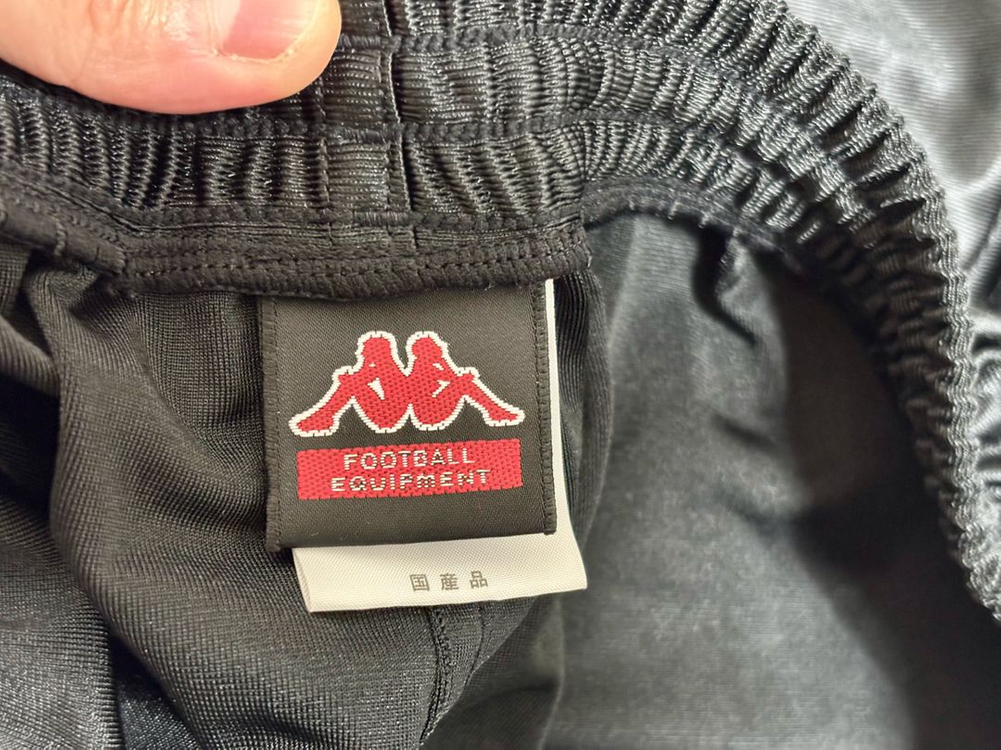 FOOTBALL
EQUIPMENT
国産品